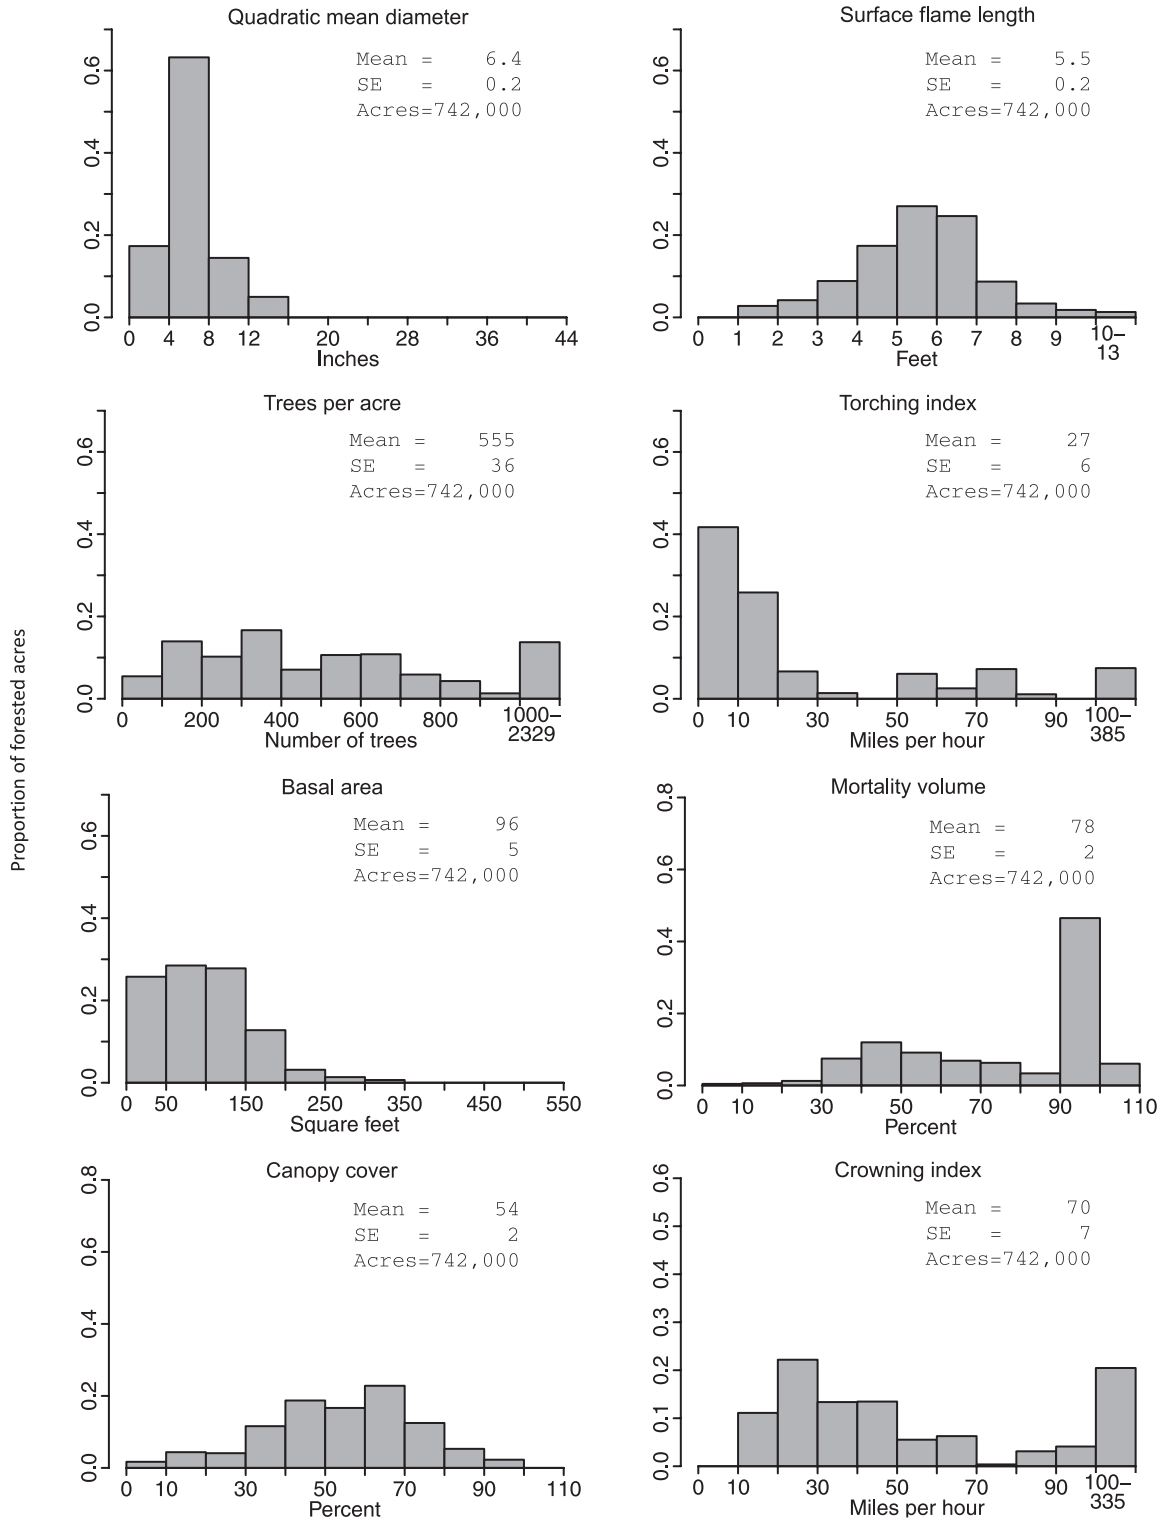 Proportion of forested acres
Quadratic mean diameter
Mean = 6.4
SE = 0.2
Acres=742,000
0.0 0.2 0.4 0.6
0 4 8 12 20 28 36 44
Inches
Surface flame length
Mean = 5.5
SE = 0.2
Acres=742,000
0.0 0.2 0.4 0.6
0 1 2 3 4 5 6 7 8 9 10–
13
Feet
Trees per acre
Mean = 555
SE = 36
Acres=742,000
0.0 0.2 0.4 0.6
0 200 400 600 800 1000–
2329
Number of trees
Torching index
Mean = 27
SE = 6
Acres=742,000
0.0 0.2 0.4 0.6
0 10 30 50 70 90 100–
385
Miles per hour
Basal area
Mean = 96
SE = 5
Acres=742,000
0.0 0.2 0.4 0.6
0 50 150 250 350 450 550
Square feet
Mortality volume
Mean = 78
SE = 2
Acres=742,000
0.0 0.2 0.4 0.6 0.8
0 10 30 50 70 90 110
Percent
Canopy cover
Mean = 54
SE = 2
Acres=742,000
0.0 0.2 0.4 0.6 0.8
0 10 30 50 70 90 110
Percent
Crowning index
Mean = 70
SE = 7
Acres=742,000
0.0 0.1 0.2 0.3 0.4 0.5 0.6
0 10 30 50 70 90 100–
335
Miles per hour